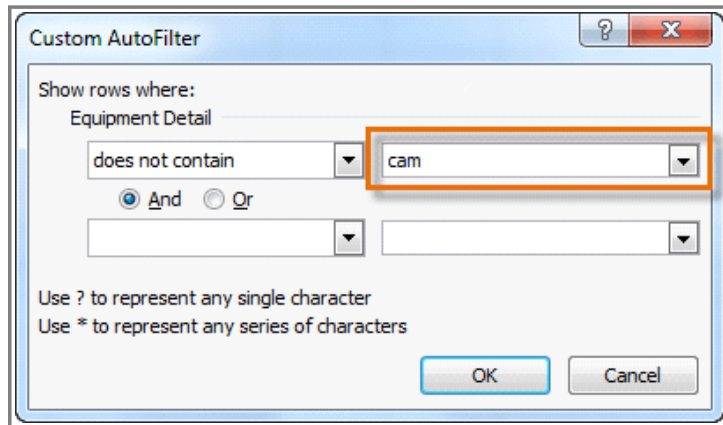 Custom AutoFilter
Show rows where:
Equipment Detail
does not contain cam
And Or
Use ? to represent any single character
Use * to represent any series of characters
OK Cancel